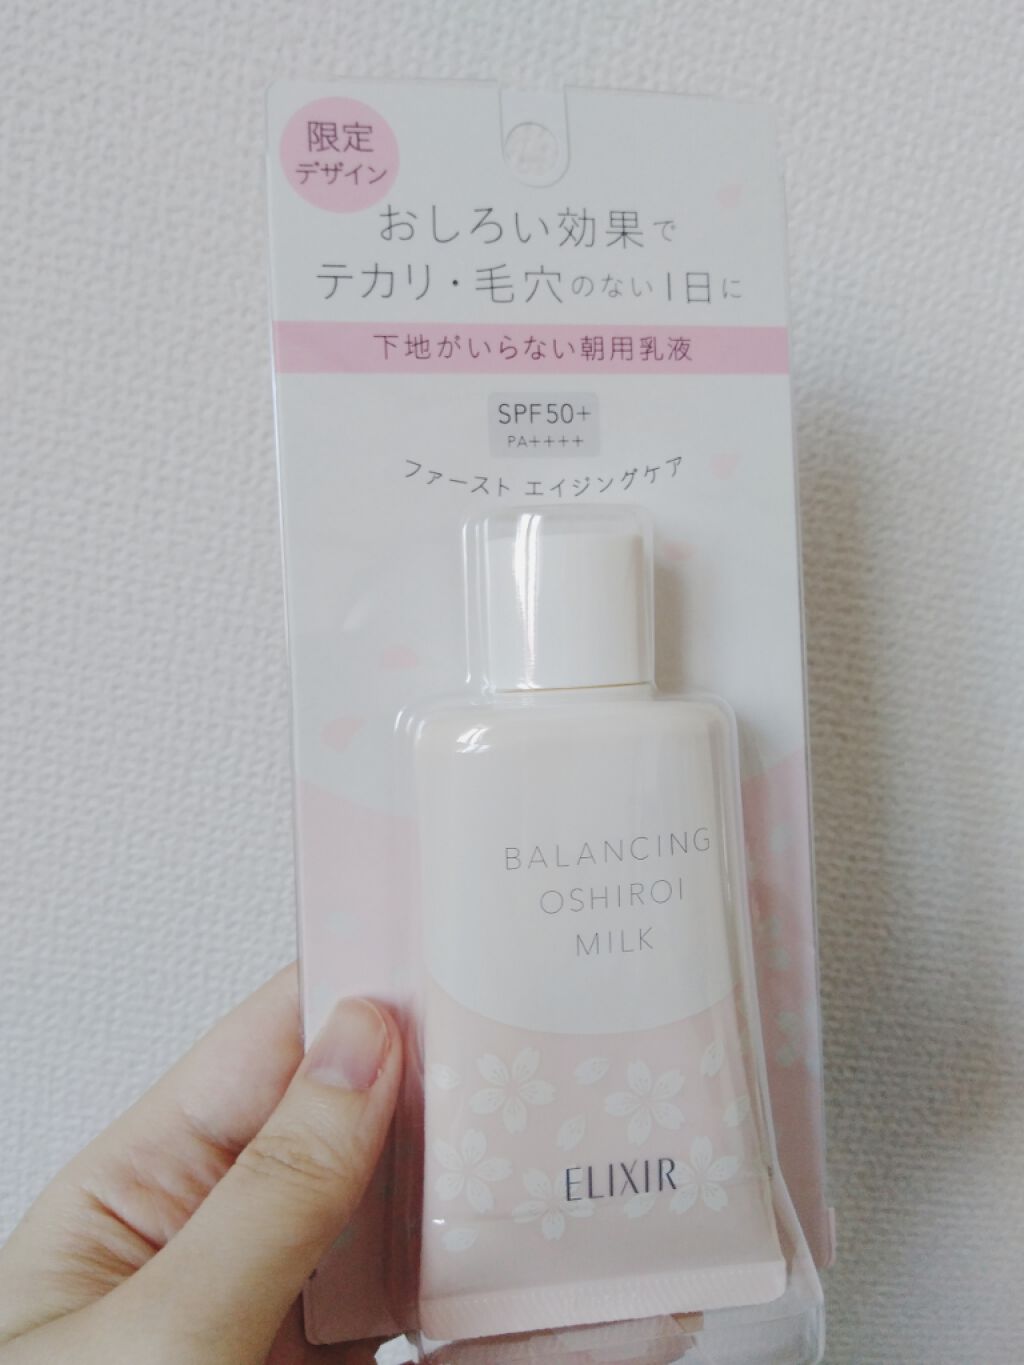 限定
デザイン
おしろい効果で
テカリ・毛穴のない1日に
下地がいらない朝用乳液
SPF50+
PA++++
ファースト エイジングケア
BALANCING
OSHIROI
MILK
ELIXIR